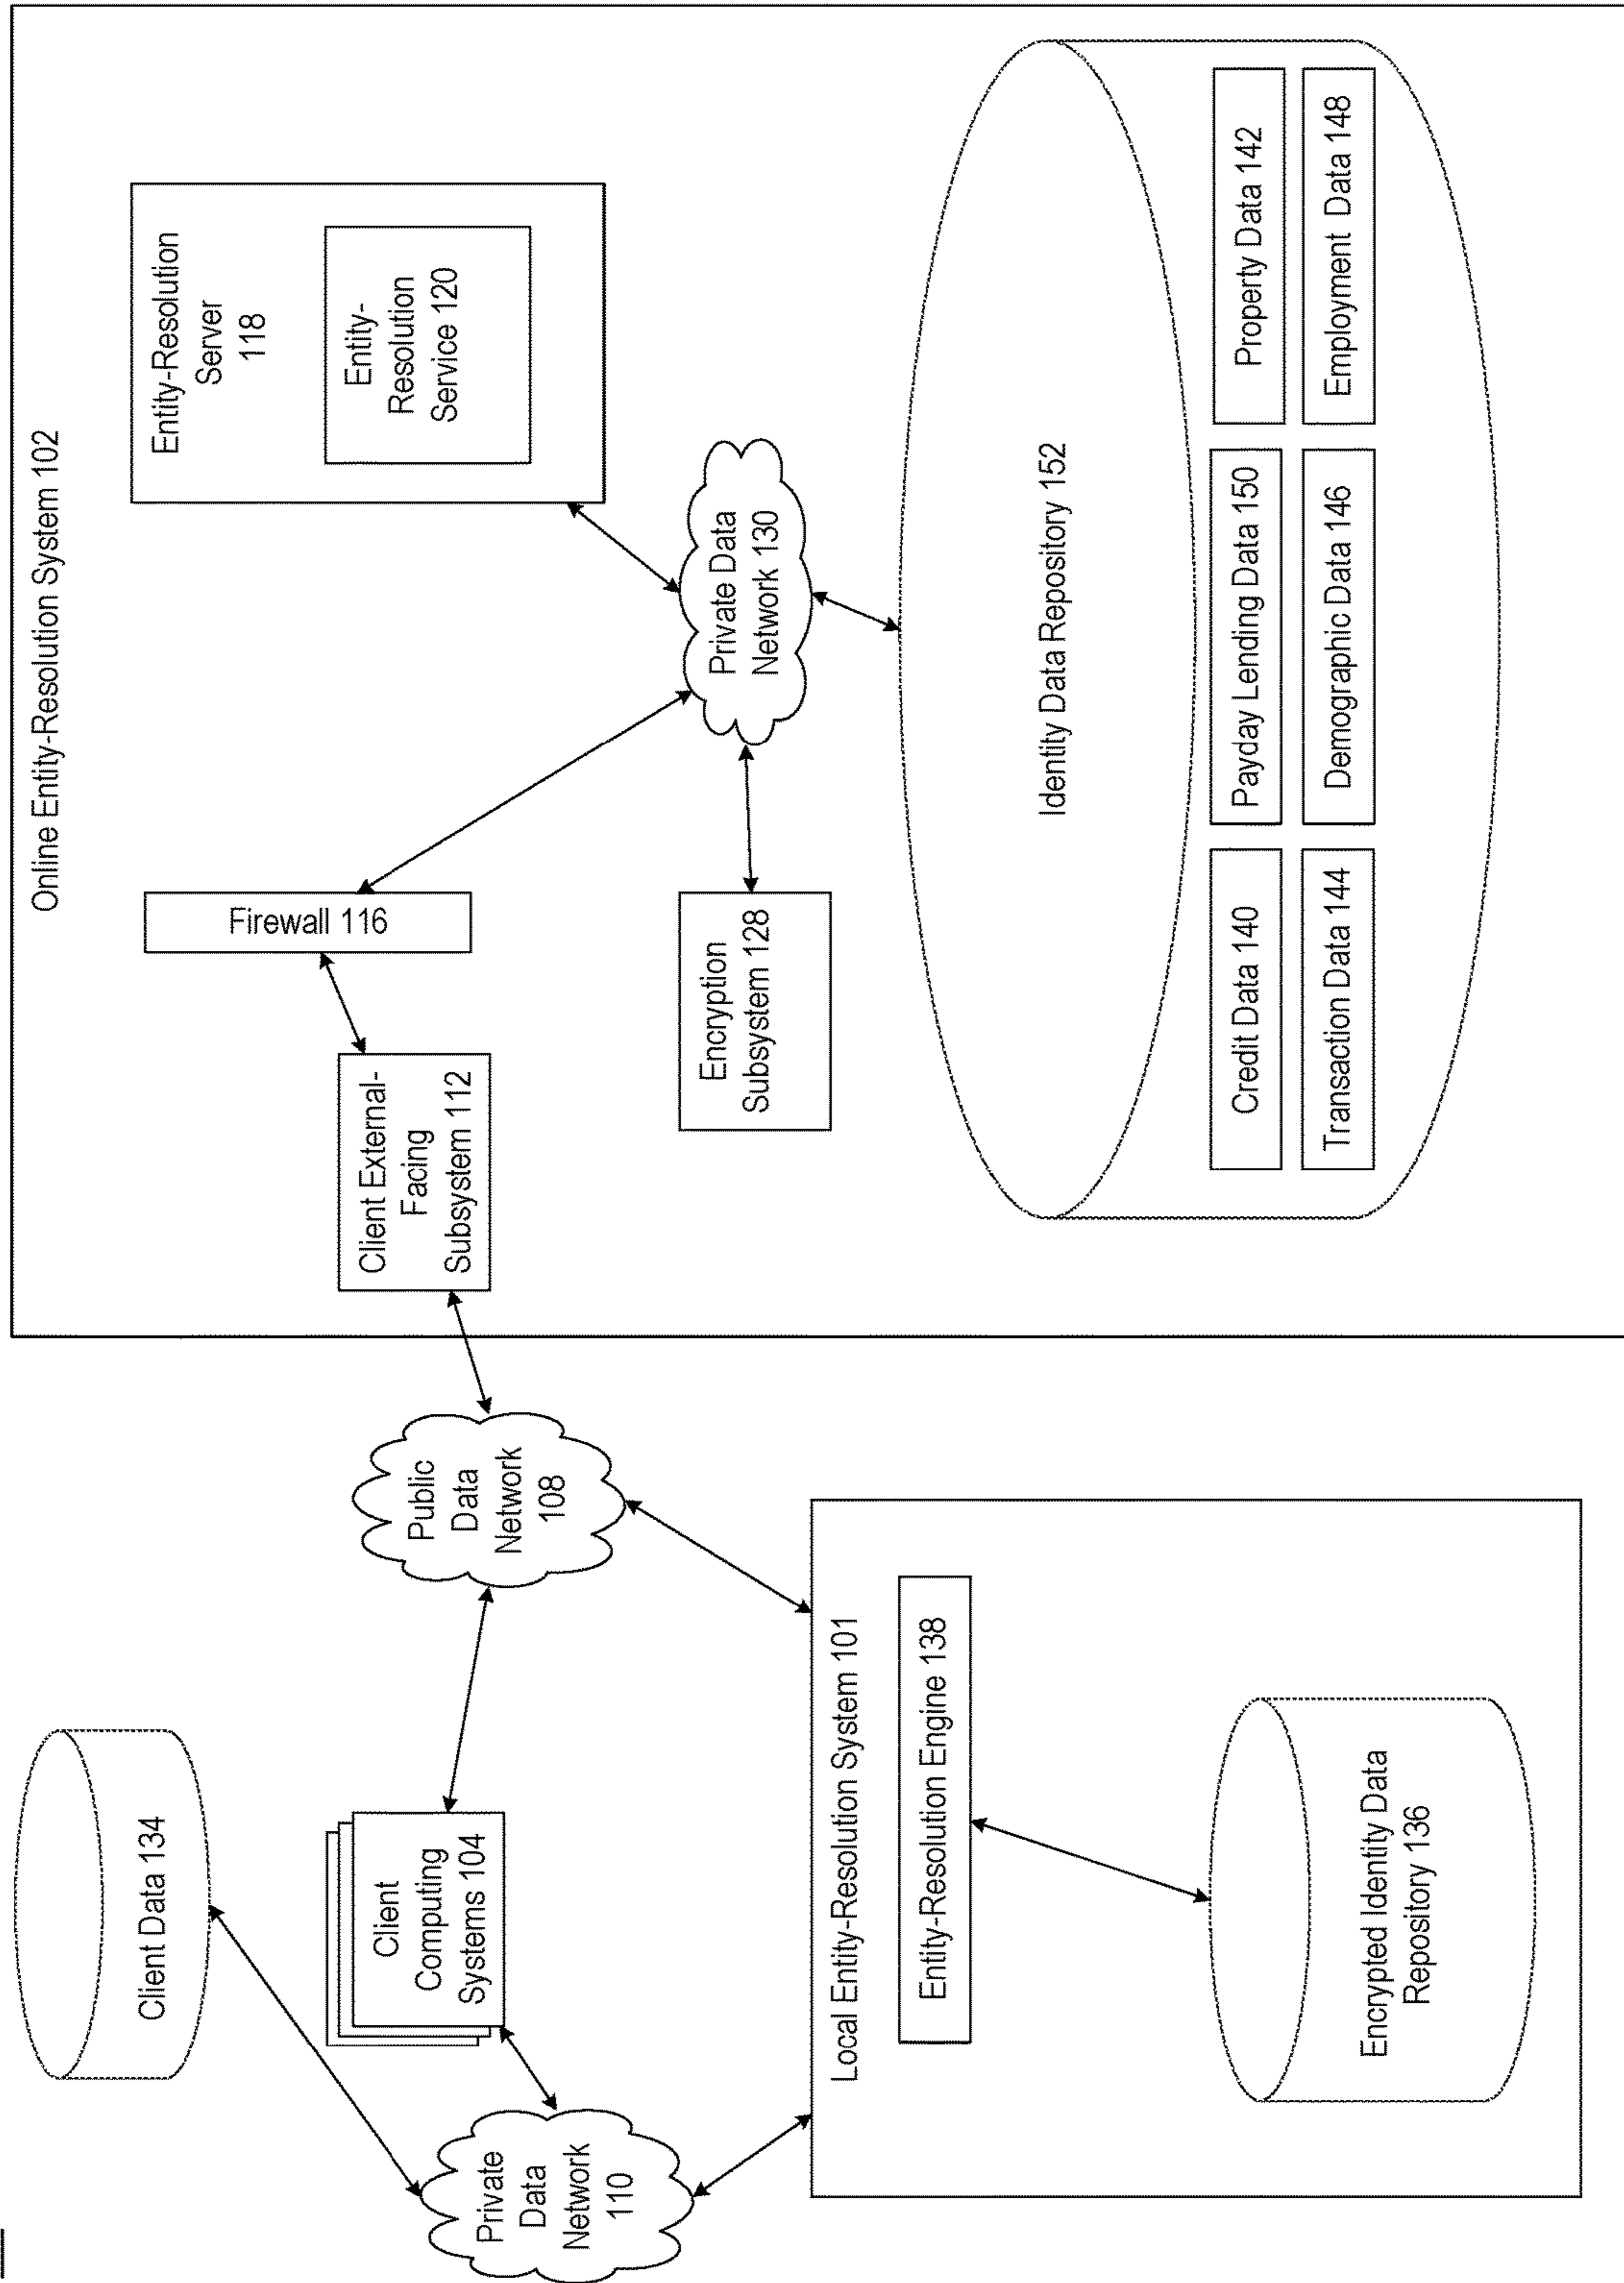 Client Data 134
Client
Computing
Systems 104
Private
Data
Network
110
Public
Data
Network
108
Local Entity-Resolution System 101
Entity-Resolution Engine 138
Encrypted Identity Data
Repository 136
Online Entity-Resolution System 102
Client External-
Facing
Subsystem 112
Firewall 116
Entity-Resolution
Server
118
Entity-
Resolution
Service 120
Encryption
Subsystem 128
Private Data
Network 130
Identity Data Repository 152
Credit Data 140
Payday Lending Data 150
Property Data 142
Transaction Data 144
Demographic Data 146
Employment Data 148